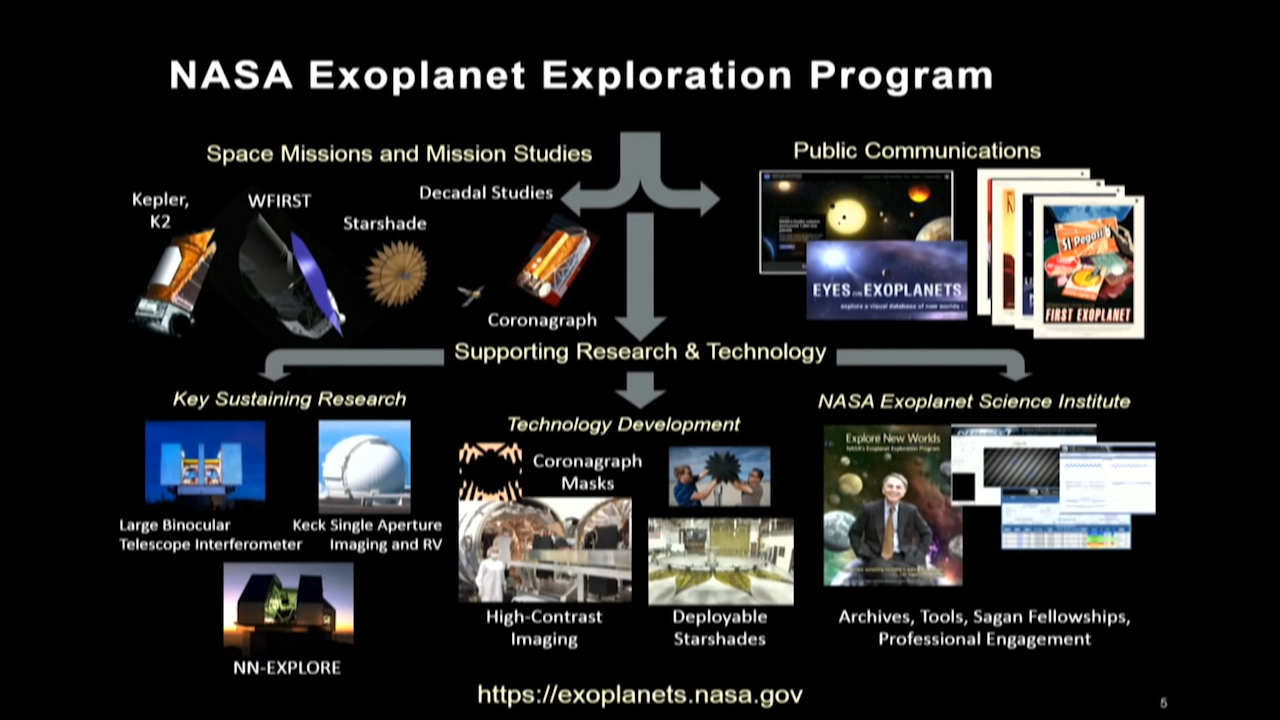 NASA Exoplanet Exploration Program
Space Missions and Mission Studies
Public Communications
Kepler,
K2
WFIRST
Decadal Studies
Starshade
Coronagraph
EYES ON EXOPLANETS
explore a visual database of new worlds
51 Pegasi b
FIRST EXOPLANET
Supporting Research & Technology
Key Sustaining Research
Large Binocular
Telescope Interferometer
Keck Single Aperture
Imaging and RV
NN-EXPLORE
Technology Development
Coronagraph
Masks
High-Contrast
Imaging
Deployable
Starshades
NASA Exoplanet Science Institute
Explore New Worlds
NASA's Exoplanet Exploration Program
Archives, Tools, Sagan Fellowships,
Professional Engagement
https://exoplanets.nasa.gov
5